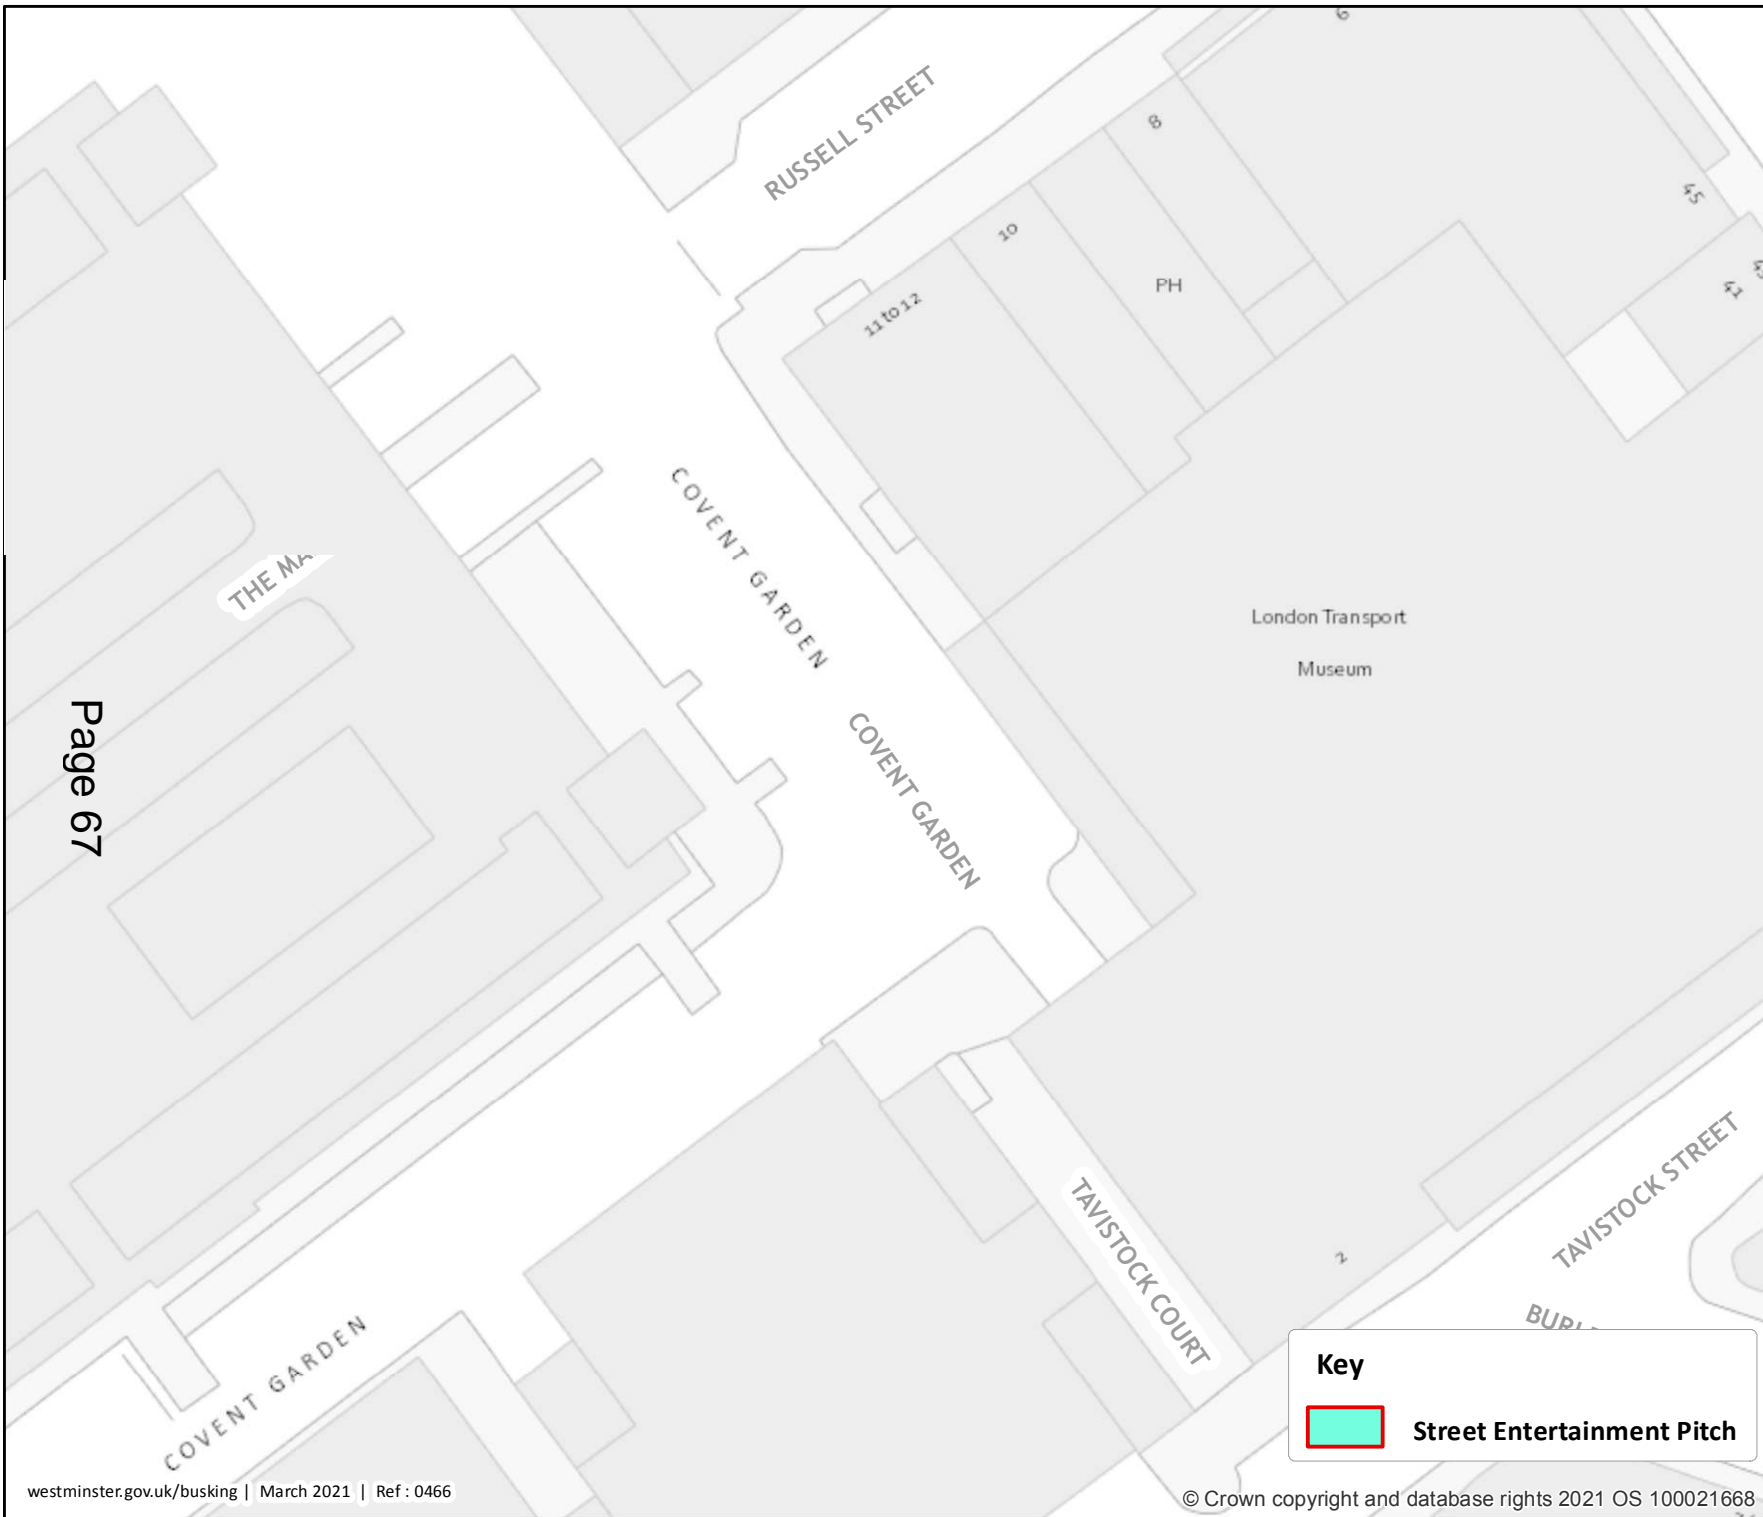 6
RUSSELL STREET
8
45
10
PH
41
11 to 12
COVENT GARDEN
THE MA
London Transport
Museum
Page 67
COVENT GARDEN
TAVISTOCK STREET
TAVISTOCK COURT
2
COVENT GARDEN
Key
Street Entertainment Pitch
westminster.gov.uk/busking | March 2021 | Ref : 0466
© Crown copyright and database rights 2021 OS 100021668